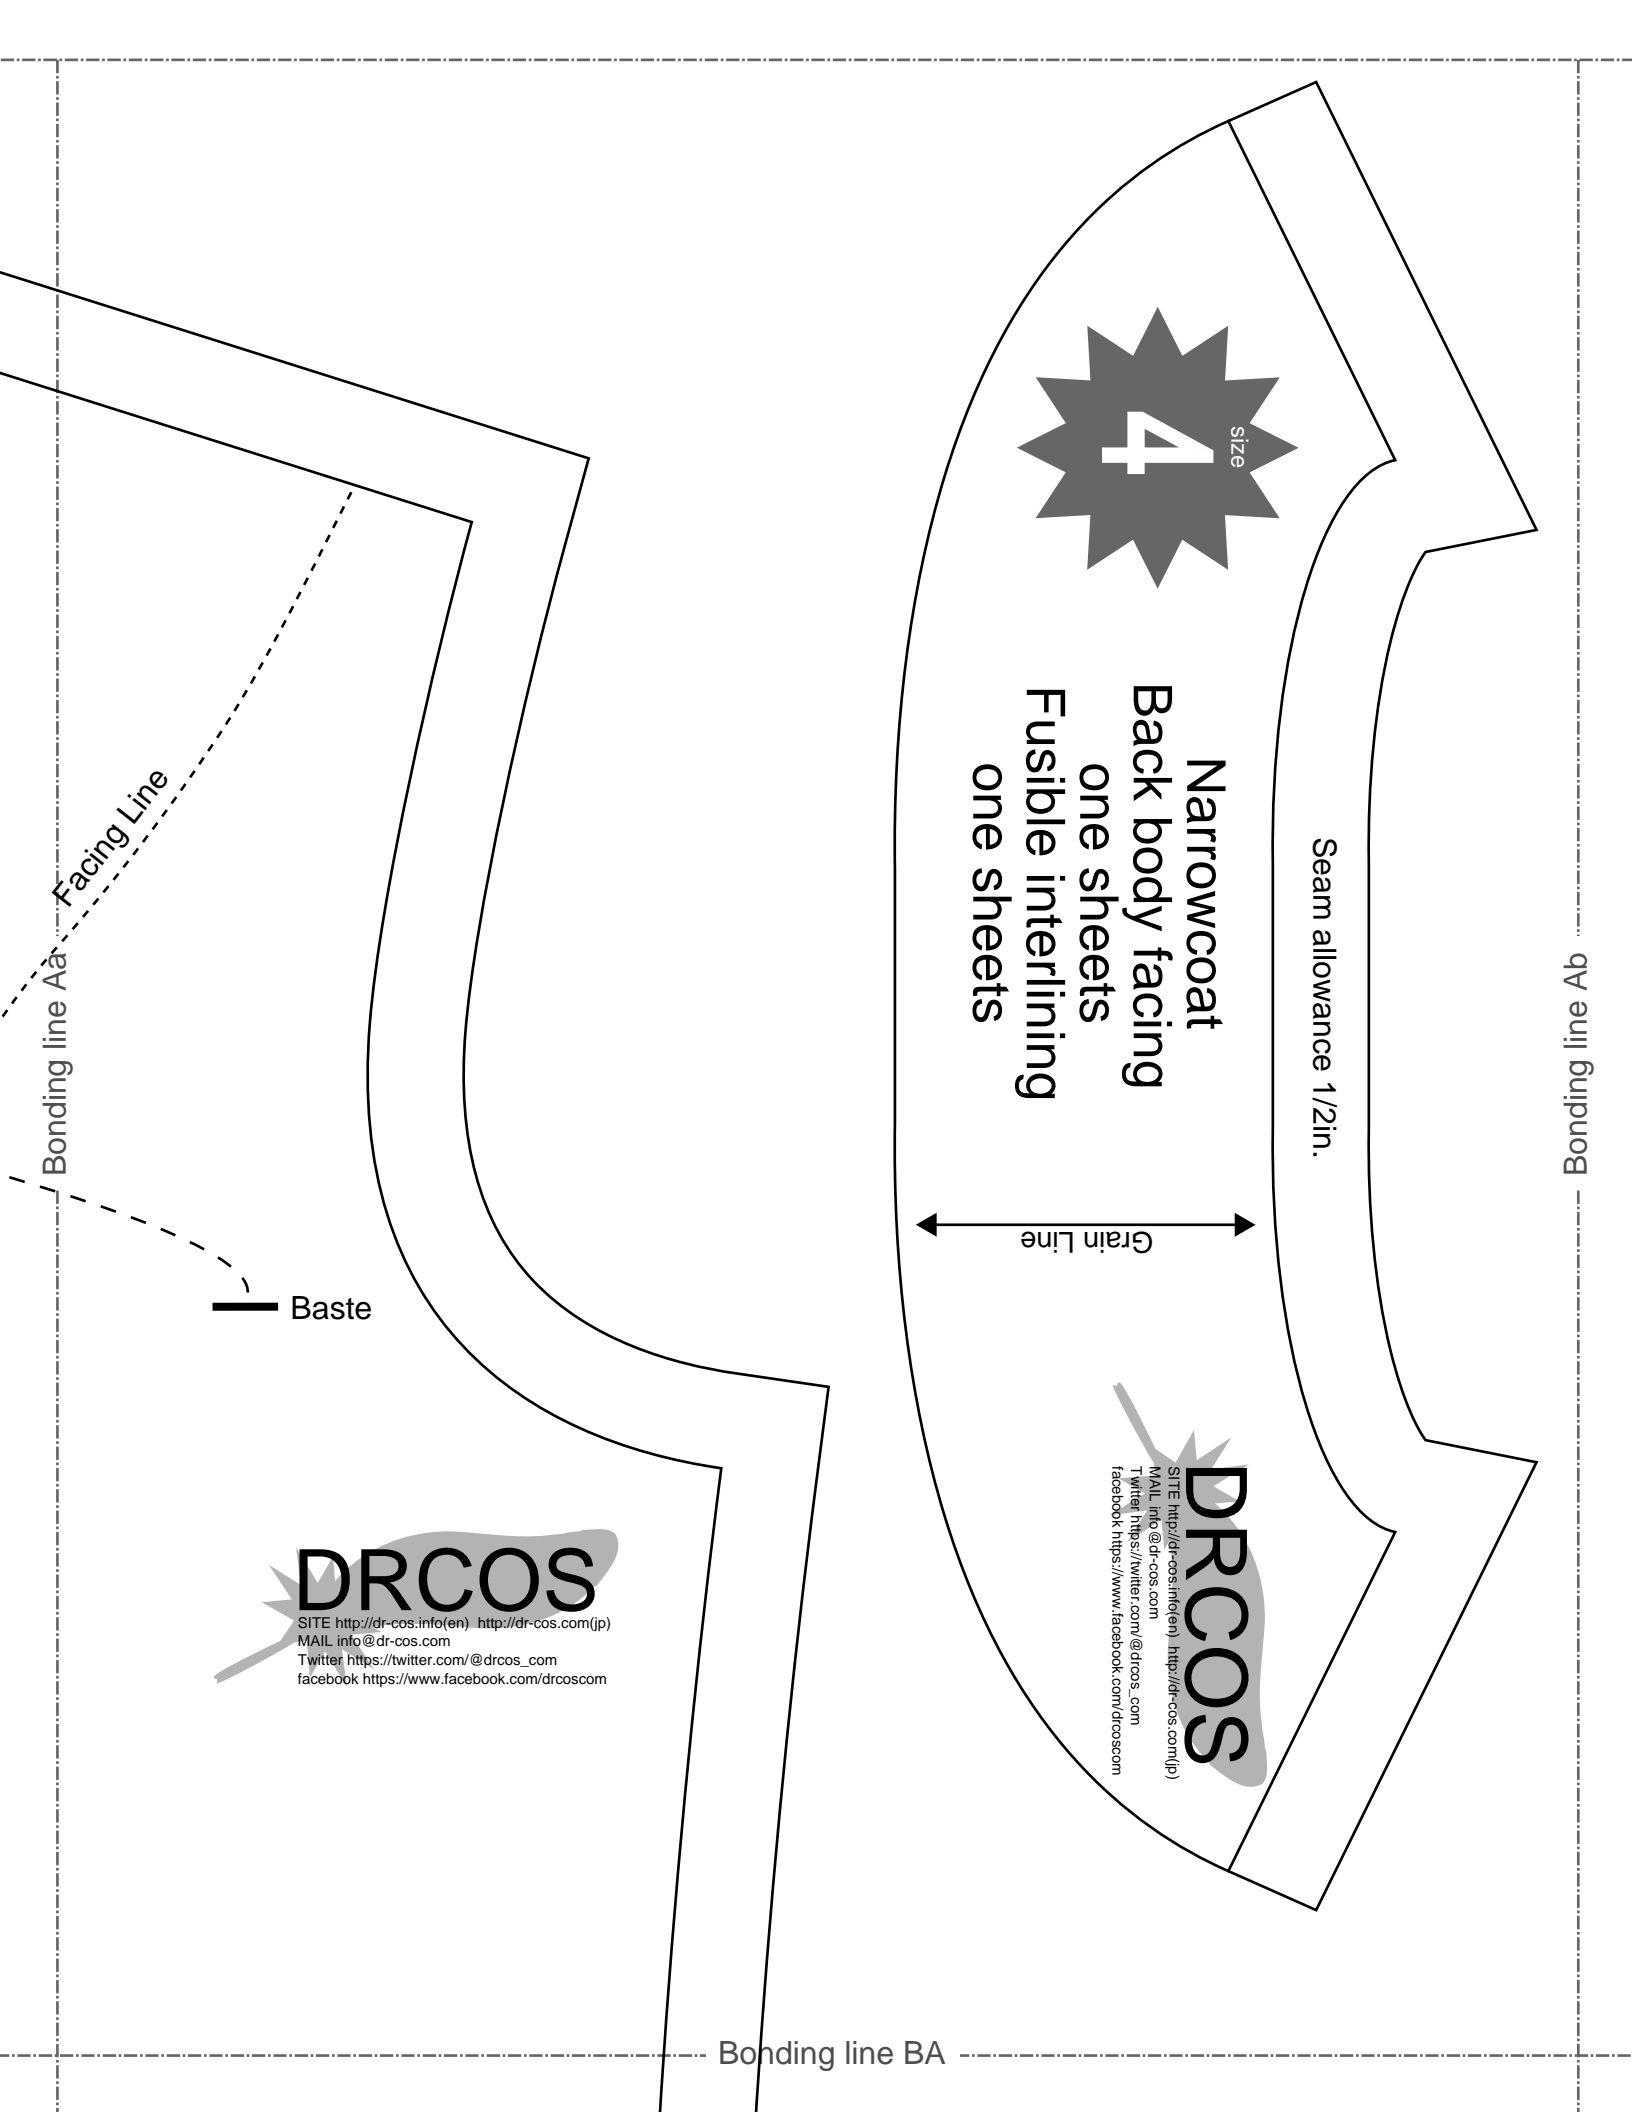 size
4
Narrowcoat
Back body facing
one sheets
Fusible interlining
one sheets
Seam allowance 1/2in.
Grain Line
Facing Line
Bonding line Aa
Bonding line Ab
Baste
DRCOS
SITE http://dr-cos.info(en) http://dr-cos.com(jp)
MAIL info@dr-cos.com
Twitter https://twitter.com/@drcos_com
facebook https://www.facebook.com/drcoscom
DRCOS
SITE http://dr-cos.info(en) http://dr-cos.com(jp)
MAIL info@dr-cos.com
Twitter https://twitter.com/@drcos_com
facebook https://www.facebook.com/drcoscom
Bonding line BA